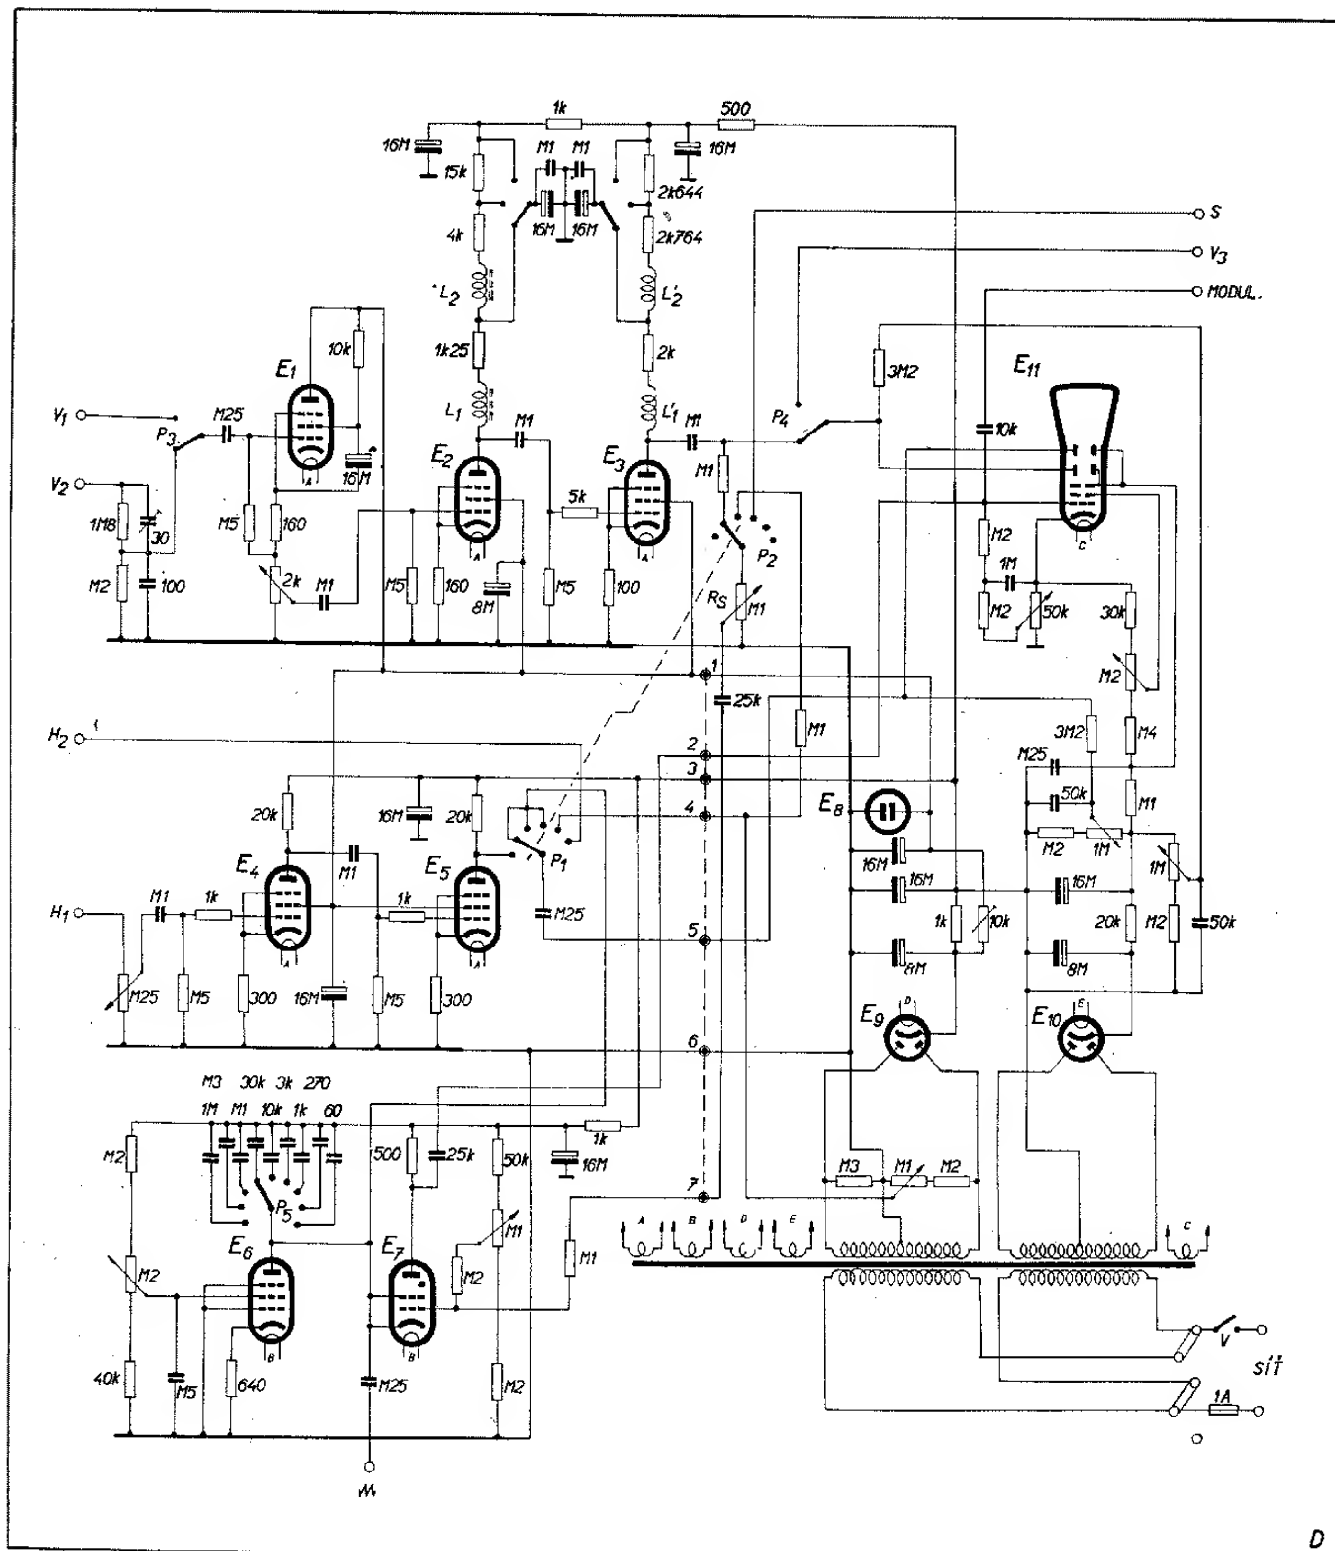 1k
500
16M
M1 M1
16M
15k
2k644
16M 16M
4k
2k764
S
V3
L2
L'2
MODUL.
10k
1k25
2k
E1
3M2
E11
V1
M25
P3
L1
L'1
M1
M1
P4
10k
16M
E2
E3
M1
A
V2
1M8
30
M5
160
5k
P2
M2
C
M2
100
2k
M1
M5
160
A
8M
M5
100
A
RS
M1
1M
M2
50k
30k
M2
1
25k
H2
M1
3M2
M4
2
M25
3
20k
16M
20k
4
E8
50k
M1
P1
M2
1M
1M
E4
M1
E5
16M
M1
1k
1k
M25
16M
16M
H1
1k
10k
20k
M2
50k
A
A
5
M25
M5
300
16M
M5
300
8M
8M
D
E
E9
E10
6
M3 30k 3k 270
1M M1 10k 1k 60
1k
M2
500
25k
50k
16M
M3
M1
M2
P5
7
M1
A
B
D
E
C
E6
E7
M1
M2
M2
B
B
V
síť
40k
M5
640
M25
M2
1A
D